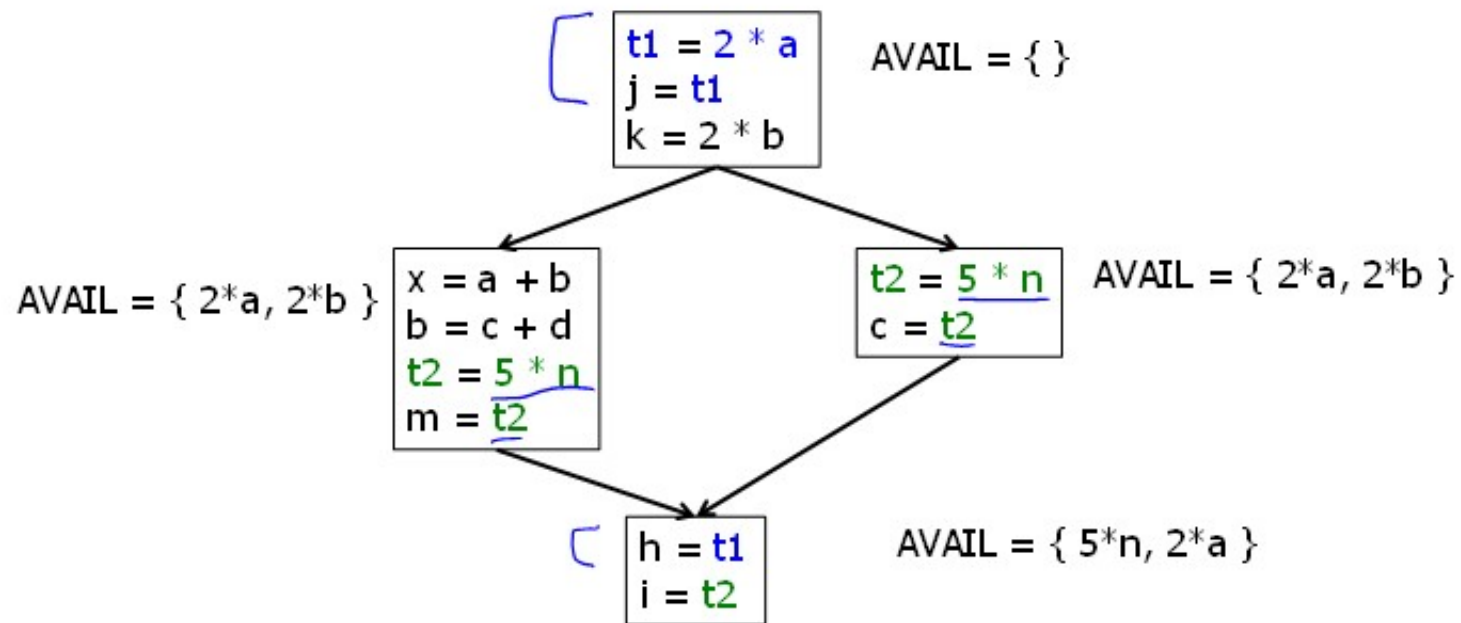 t1 = 2 * a
j = t1
k = 2 * b
AVAIL = { }
AVAIL = { 2*a, 2*b }
x = a + b
b = c + d
t2 = 5 * n
m = t2
t2 = 5 * n
c = t2
AVAIL = { 2*a, 2*b }
h = t1
i = t2
AVAIL = { 5*n, 2*a }